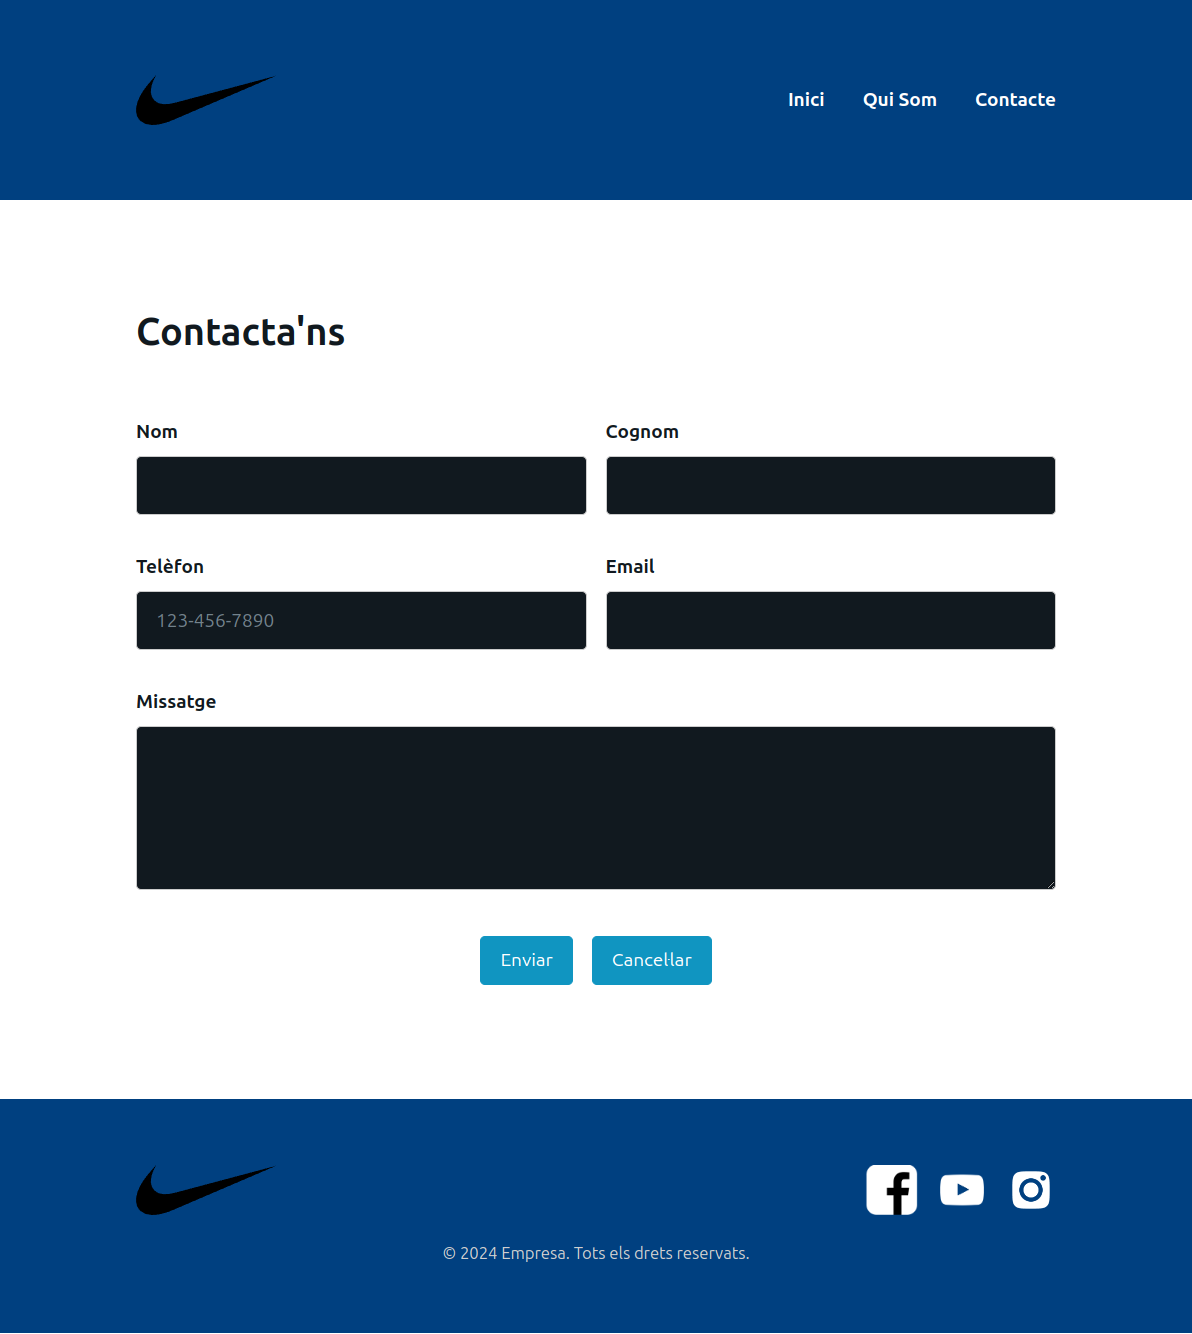 Inici Qui Som Contacte
Contacta'ns
Nom Cognom
Telèfon Email
123-456-7890
Missatge
Enviar Cancel·lar
© 2024 Empresa. Tots els drets reservats.